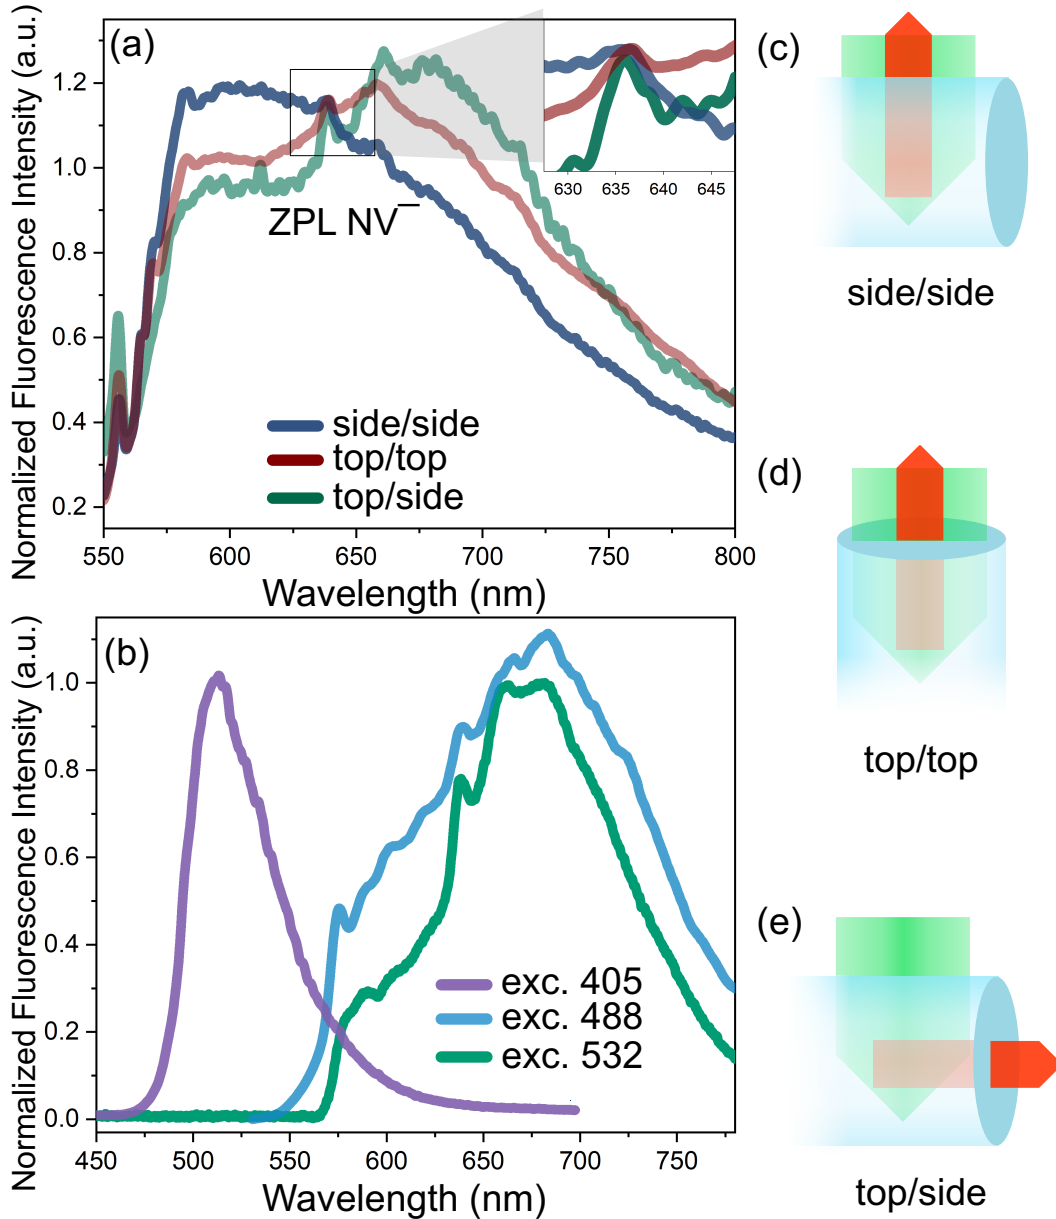 (a)
Normalized Fluorescence Intensity (a.u.)
1.2
1.0
0.8
0.6
0.4
0.2
ZPL NV⁻
630 635 640 645
side/side
top/top
top/side
550 600 650 700 750 800
Wavelength (nm)
(b)
Normalized Fluorescence Intensity (a.u.)
1.0
0.8
0.6
0.4
0.2
0.0
exc. 405
exc. 488
exc. 532
450 500 550 600 650 700 750
Wavelength (nm)
(c)
side/side
(d)
top/top
(e)
top/side